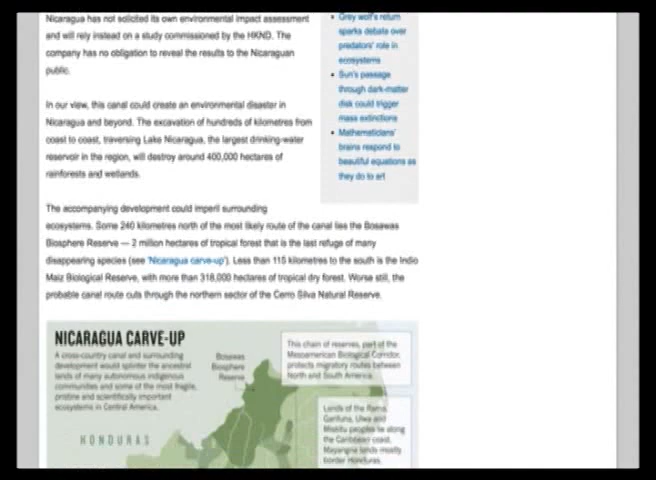 Nicaragua has not solicited its own environmental impact assessment
and will rely instead on a study commissioned by the HKND. The
company has no obligation to reveal the results to the Nicaraguan
public.
In our view, this canal could create an environmental disaster in
Nicaragua and beyond. The excavation of hundreds of kilometres from
coast to coast, traversing Lake Nicaragua, the largest drinking-water
reservoir in the region, will destroy around 400,000 hectares of
rainforests and wetlands.
The accompanying development could imperil surrounding
ecosystems. Some 240 kilometres north of the most likely route of the canal lies the Bosawas
Biosphere Reserve — 2 million hectares of tropical forest that is the last refuge of many
disappearing species (see 'Nicaragua carve-up'). Less than 115 kilometres to the south is the Indio
Maiz Biological Reserve, with more than 318,000 hectares of tropical dry forest. Worse still, the
probable canal route cuts through the northern sector of the Cerro Silva Natural Reserve.
• Grey wolf's return
sparks debate over
predators' role in
ecosystems
• Sun's passage
through dark-matter
disk could trigger
mass extinctions
• Mathematicians'
brains respond to
beautiful equations as
they do to art
NICARAGUA CARVE-UP
A cross-country canal and surrounding
development would splinter the ancestral
lands of many autonomous indigenous
communities and some of the most fragile,
pristine and scientifically important
ecosystems in Central America.
Bosawas
Biosphere
Reserve
This chain of reserves, part of the
Mesoamerican Biological Corridor,
protects migratory routes between
North and South America.
Lands of the Rama,
Garifuna, Ulwa and
Miskitu peoples lie along
the Caribbean coast.
Mayangna lands mostly
border Honduras.
HONDURAS